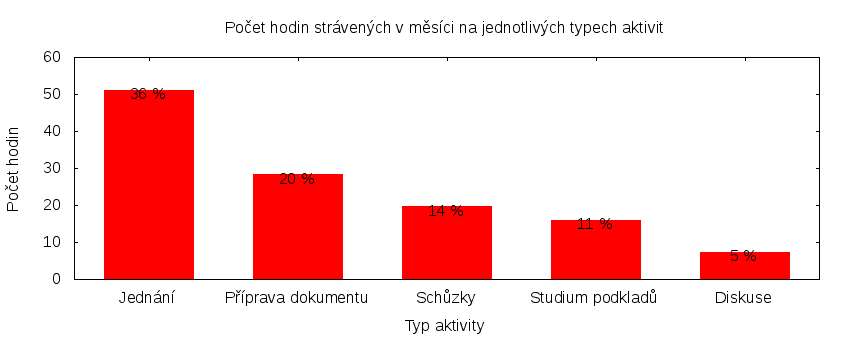 Počet hodin strávených v měsíci na jednotlivých typech aktivit
60
50
40
30
20
10
0
Počet hodin
36 %
20 %
14 %
11 %
5 %
Jednání
Příprava dokumentu
Schůzky
Studium podkladů
Diskuse
Typ aktivity